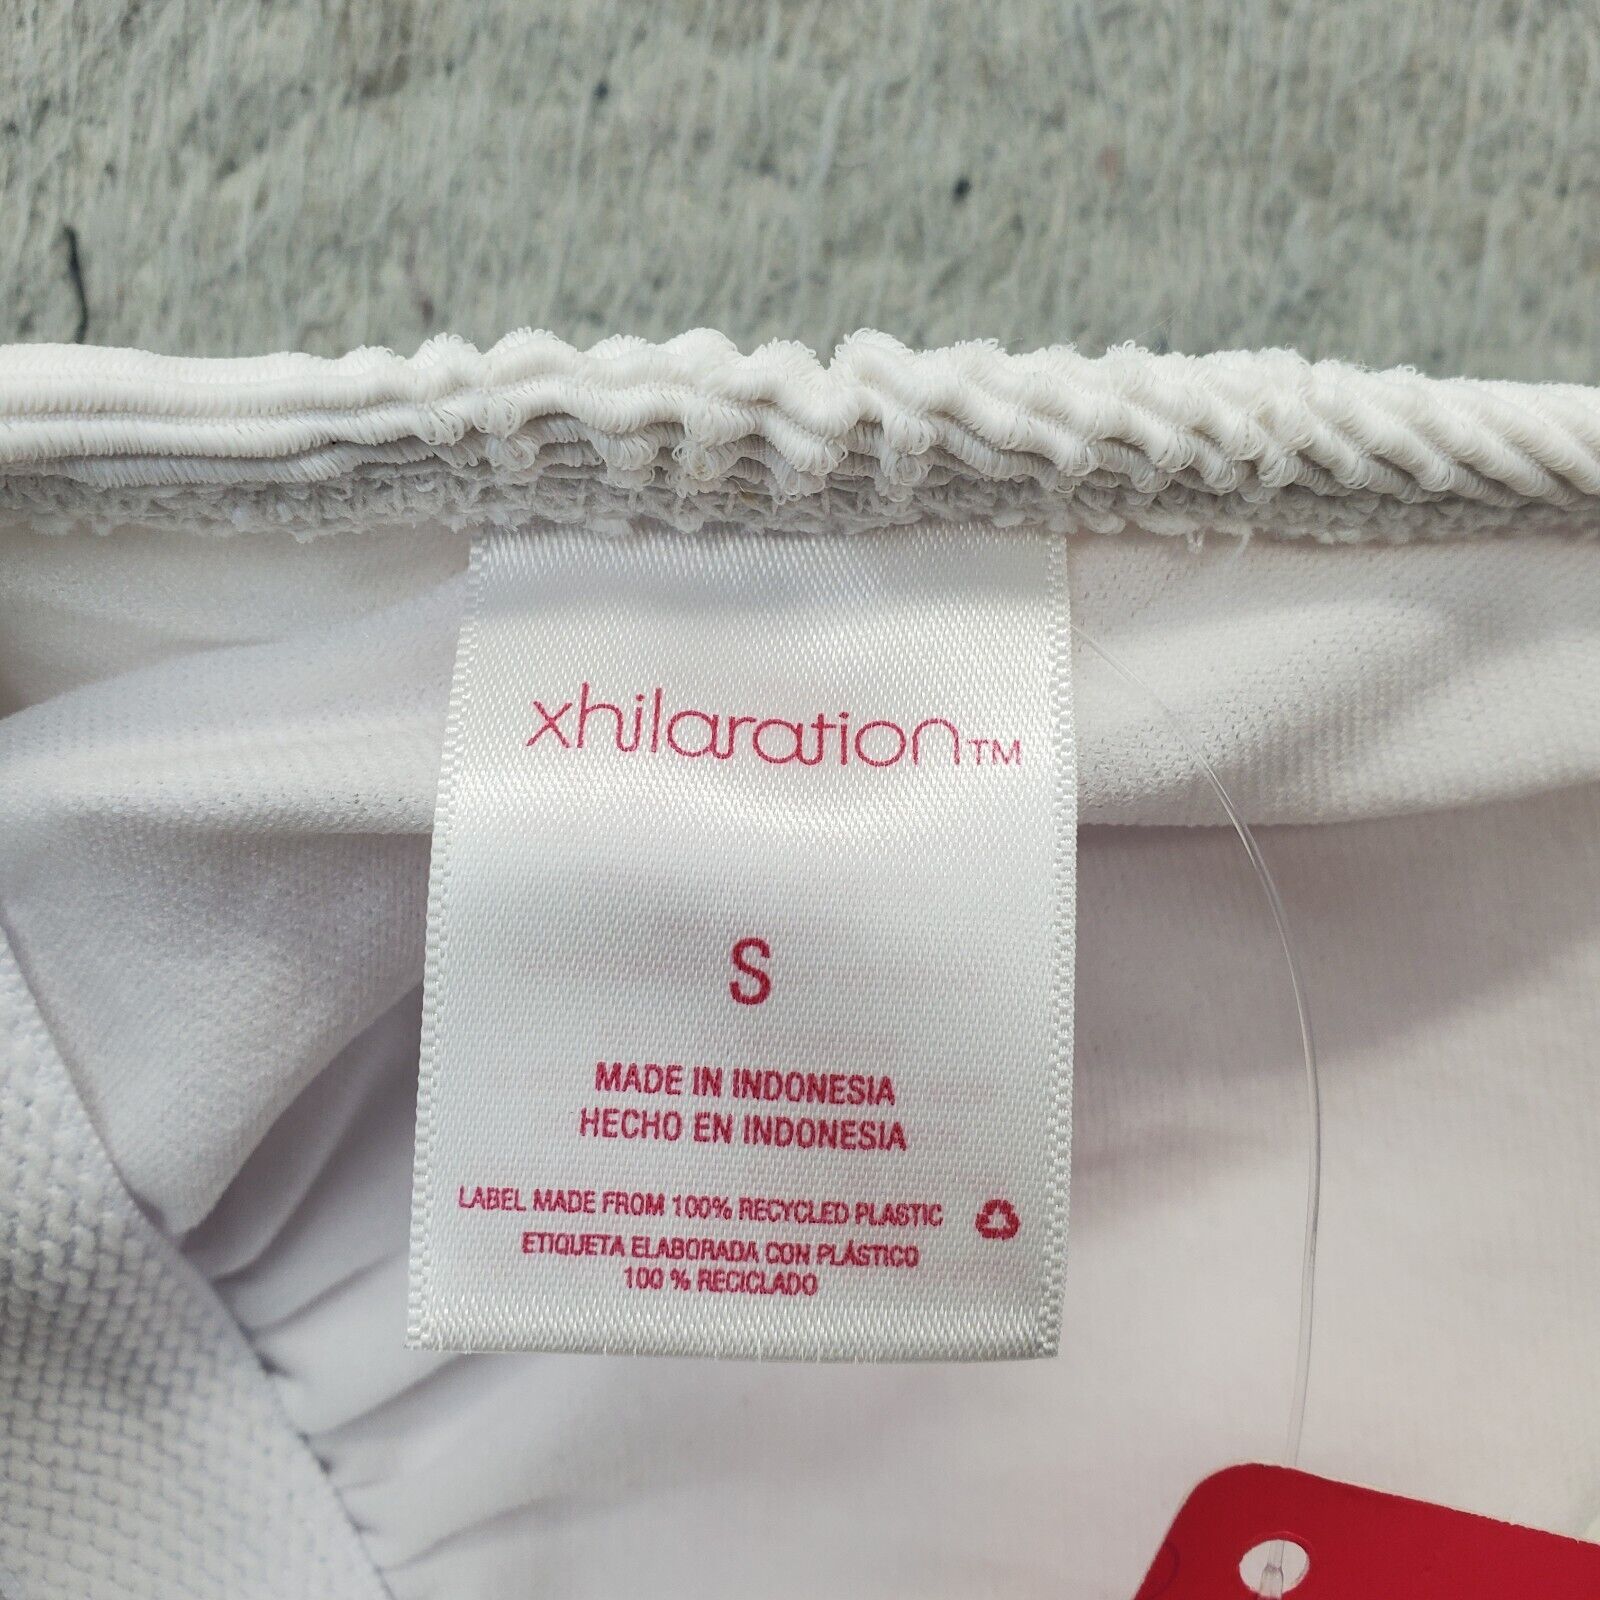 xhilaration™
S
MADE IN INDONESIA
HECHO EN INDONESIA
LABEL MADE FROM 100% RECYCLED PLASTIC
ETIQUETA ELABORADA CON PLÁSTICO
100 % RECICLADO